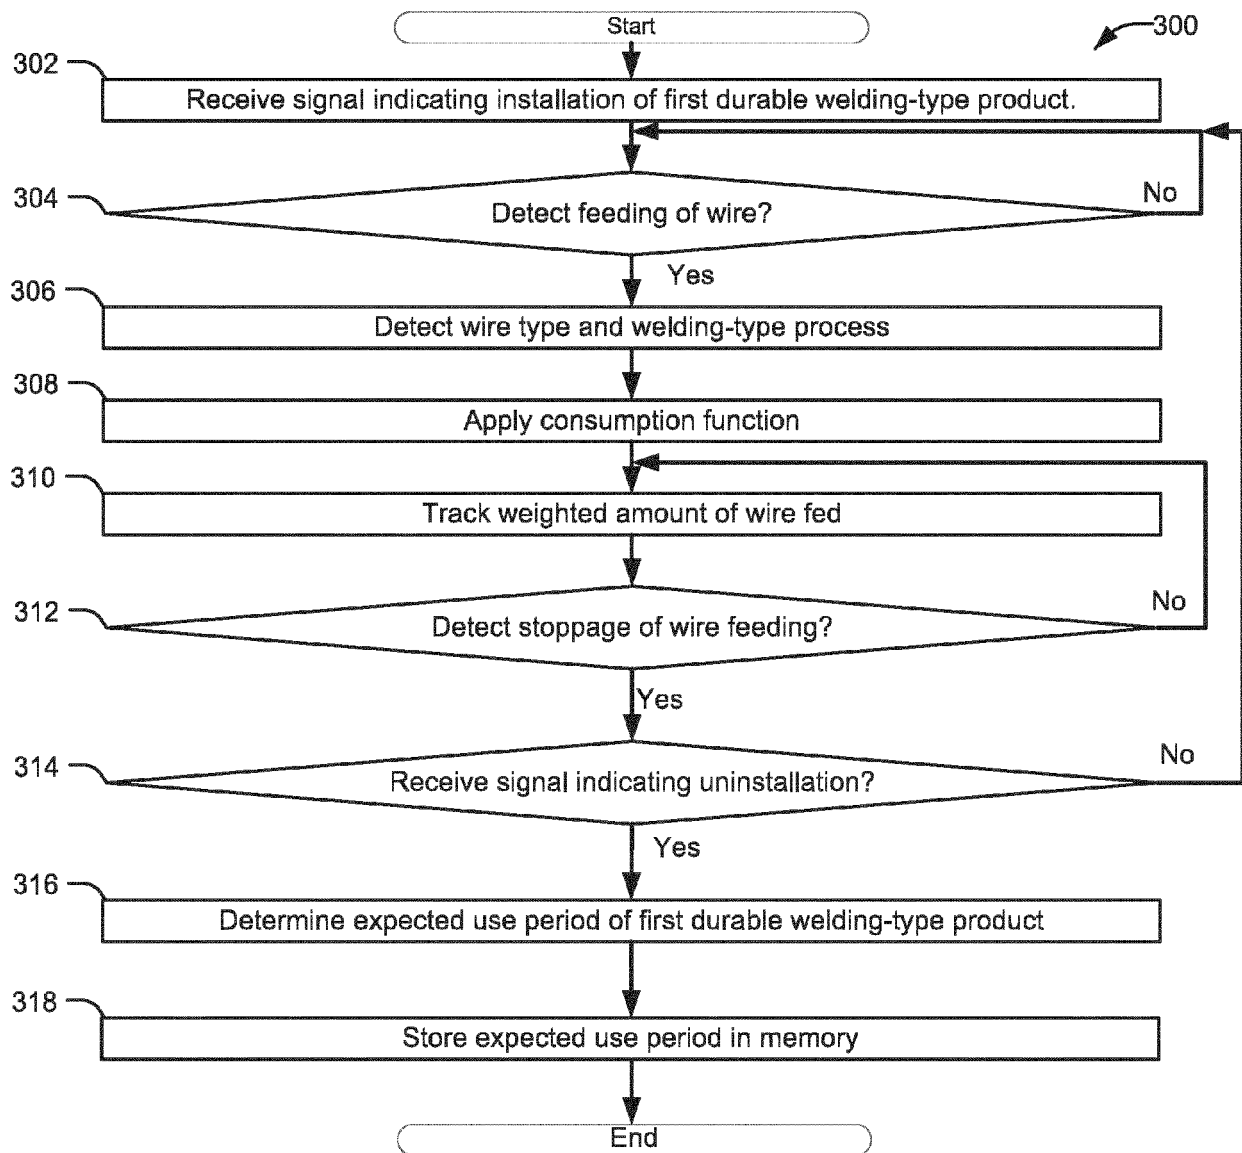 Start
300
302
Receive signal indicating installation of first durable welding-type product.
304
Detect feeding of wire?
No
Yes
306
Detect wire type and welding-type process
308
Apply consumption function
310
Track weighted amount of wire fed
312
Detect stoppage of wire feeding?
No
Yes
314
Receive signal indicating uninstallation?
No
Yes
316
Determine expected use period of first durable welding-type product
318
Store expected use period in memory
End